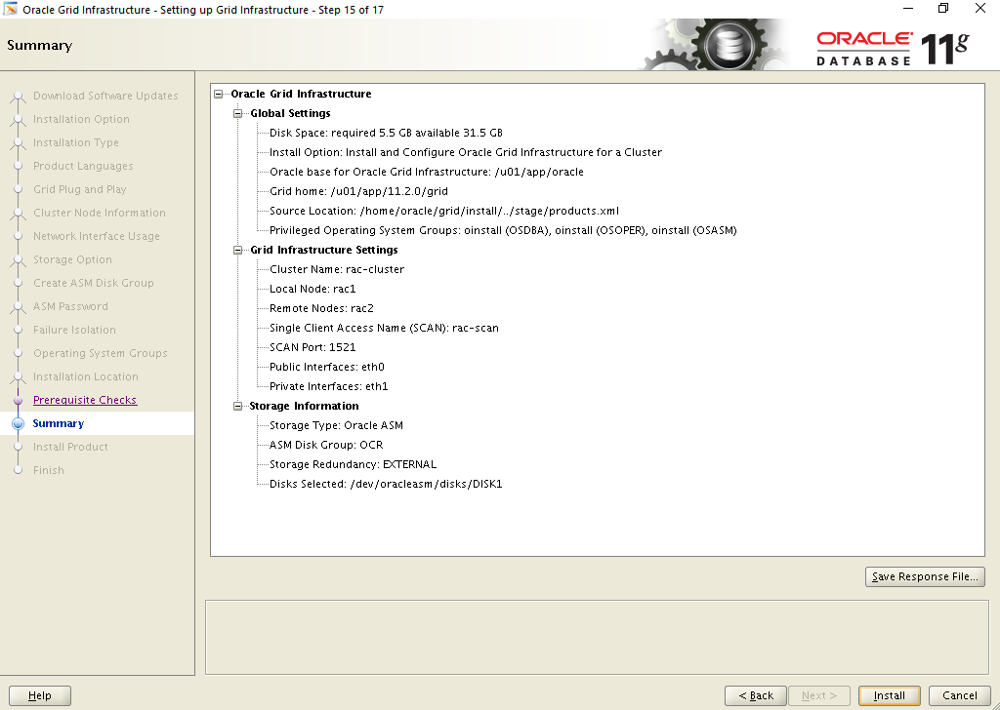 Oracle Grid Infrastructure - Setting up Grid Infrastructure - Step 15 of 17
Summary
ORACLE
DATABASE
11g
Download Software Updates
Installation Option
Installation Type
Product Languages
Grid Plug and Play
Cluster Node Information
Network Interface Usage
Storage Option
Create ASM Disk Group
ASM Password
Failure Isolation
Operating System Groups
Installation Location
Prerequisite Checks
Summary
Install Product
Finish
Oracle Grid Infrastructure
Global Settings
Disk Space: required 5.5 GB available 31.5 GB
Install Option: Install and Configure Oracle Grid Infrastructure for a Cluster
Oracle base for Oracle Grid Infrastructure: /u01/app/oracle
Grid home: /u01/app/11.2.0/grid
Source Location: /home/oracle/grid/install/../stage/products.xml
Privileged Operating System Groups: oinstall (OSDBA), oinstall (OSOPER), oinstall (OSASM)
Grid Infrastructure Settings
Cluster Name: rac-cluster
Local Node: rac1
Remote Nodes: rac2
Single Client Access Name (SCAN): rac-scan
SCAN Port: 1521
Public Interfaces: eth0
Private Interfaces: eth1
Storage Information
Storage Type: Oracle ASM
ASM Disk Group: OCR
Storage Redundancy: EXTERNAL
Disks Selected: /dev/oracleasm/disks/DISK1
Save Response File...
Help
< Back
Next >
Install
Cancel